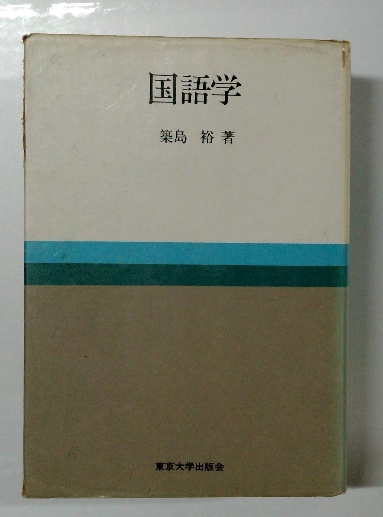 国語学
築島 裕 著
東京大学出版会